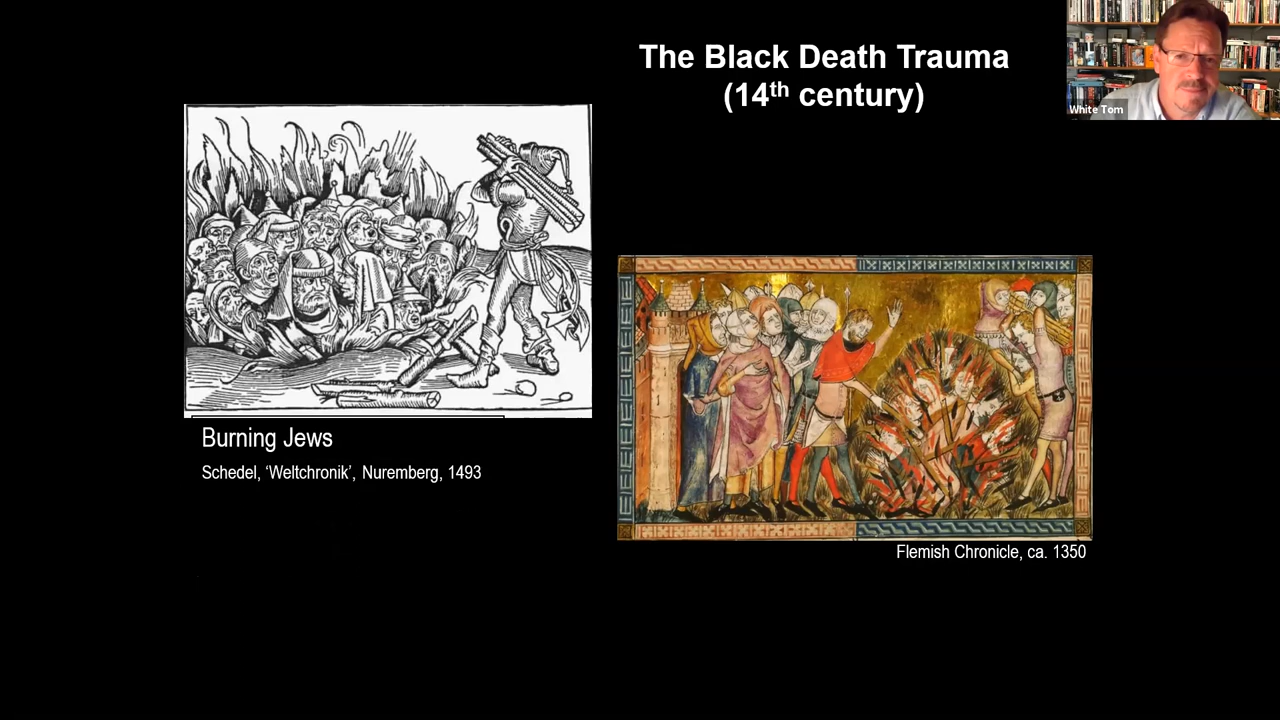 The Black Death Trauma
(14th century)
White Tom
Burning Jews
Schedel, ‘Weltchronik’, Nuremberg, 1493
Flemish Chronicle, ca. 1350